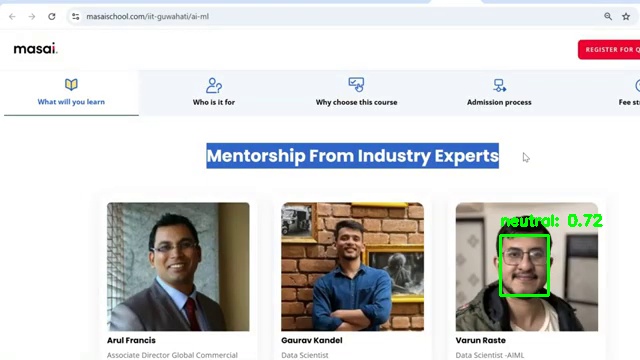 masaischool.com/iit-guwahati/ai-ml
masai.
REGISTER FOR Q
What will you learn
Who is it for
Why choose this course
Admission process
Fee st
Mentorship From Industry Experts
neutral: 0.72
Arul Francis
Gaurav Kandel
Varun Raste
Associate Director Global Commercial
Data Scientist
Data Scientist -AIML